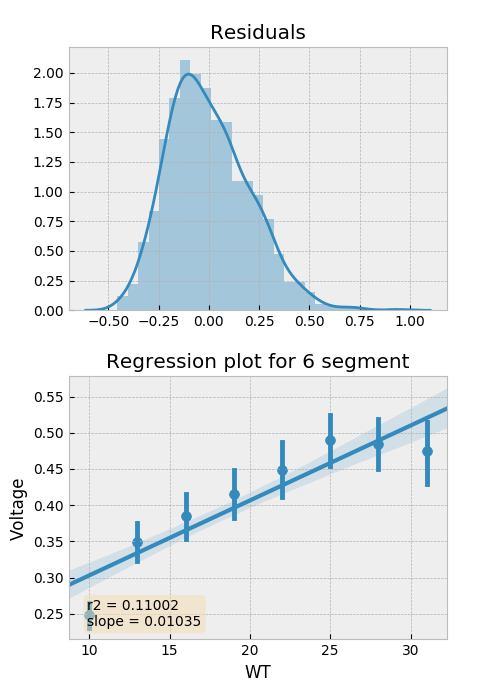 Residuals
2.00
1.75
1.50
1.25
1.00
0.75
0.50
0.25
0.00
−0.50 −0.25 0.00 0.25 0.50 0.75 1.00
Regression plot for 6 segment
0.55
0.50
0.45
0.40
0.35
0.30
0.25
Voltage
r2 = 0.11002
slope = 0.01035
10 15 20 25 30
WT